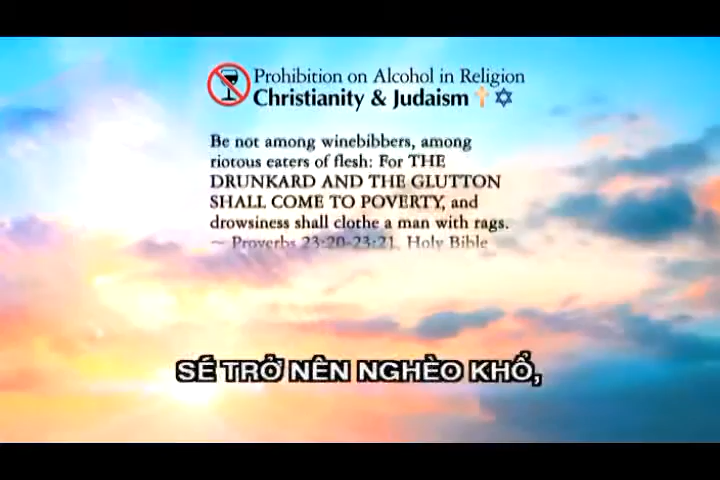 Prohibition on Alcohol in Religion
Christianity & Judaism
Be not among winebibbers, among
riotous eaters of flesh: For THE
DRUNKARD AND THE GLUTTON
SHALL COME TO POVERTY, and
drowsiness shall clothe a man with rags.
~ Proverbs 23:20-23:21, Holy Bible
SẼ TRỞ NÊN NGHÈO KHỔ,